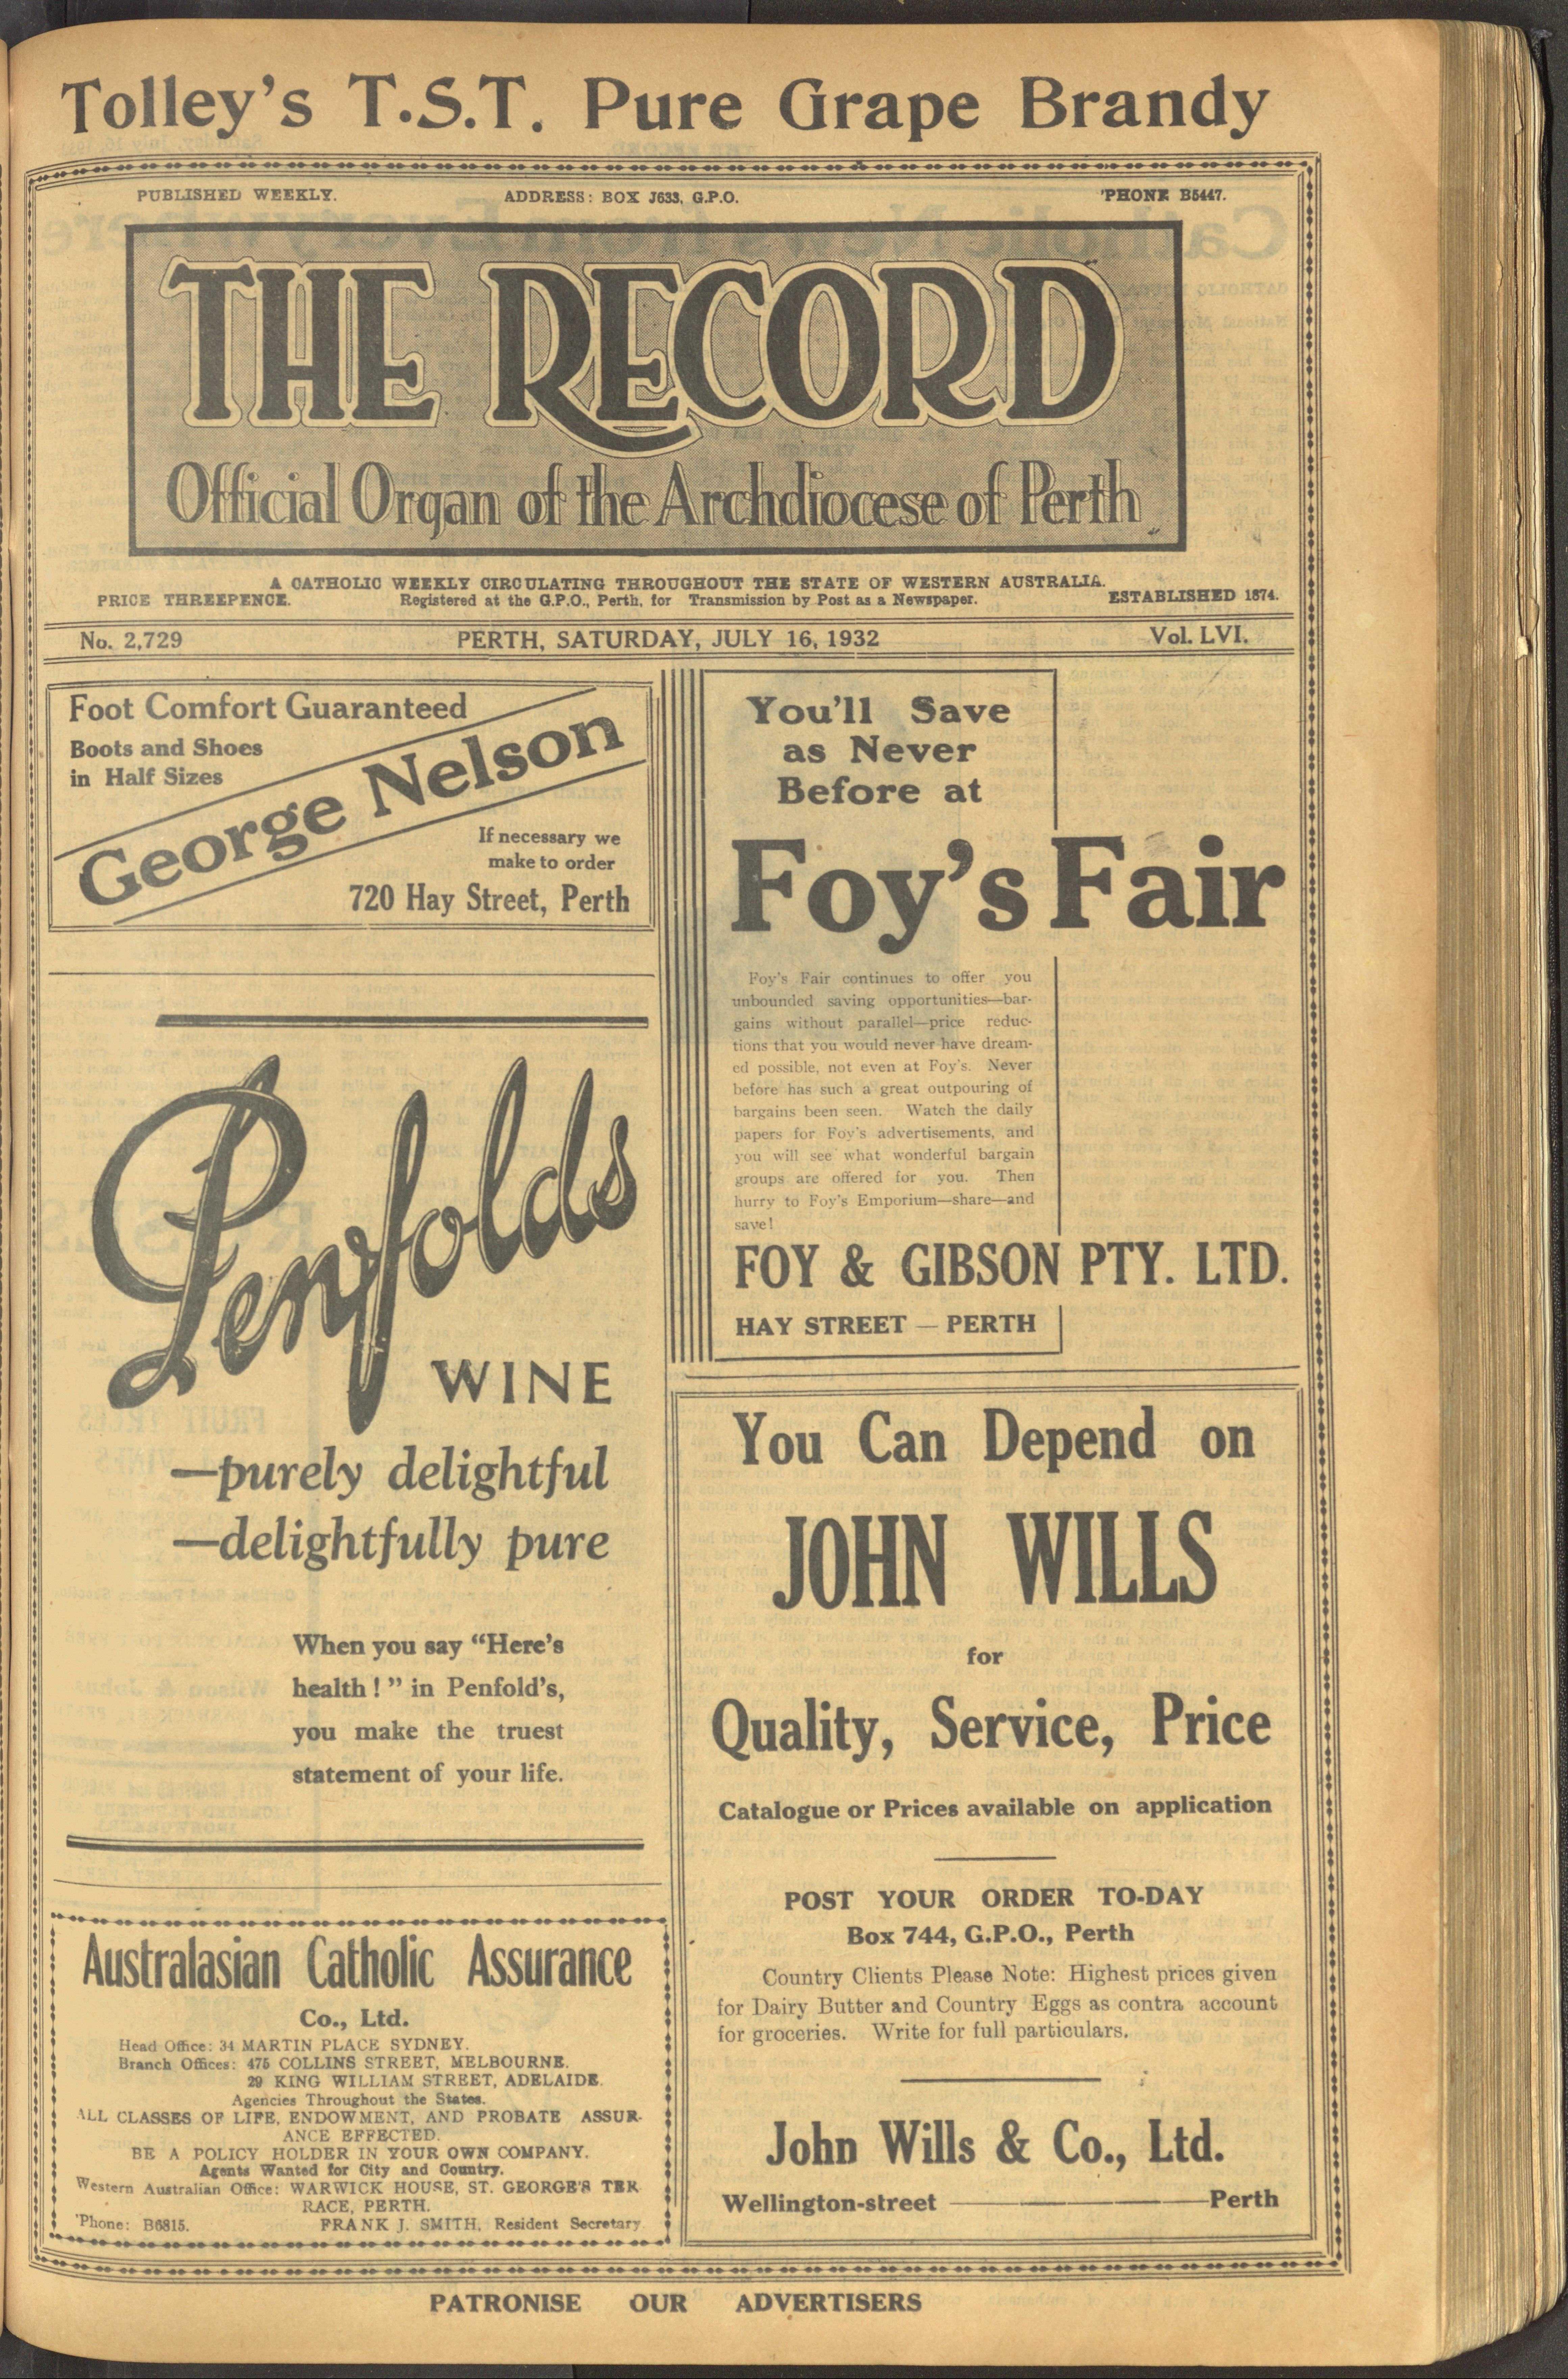 Tolley's T.S.T. Pure Grape Brandy
PUBLISHED WEEKLY. ADDRESS: BOX J633, G.P.O. 'PHONE B5447.
THE RECORD
Official Organ of the Archdiocese of Perth
A CATHOLIC WEEKLY CIRCULATING THROUGHOUT THE STATE OF WESTERN AUSTRALIA.
PRICE THREEPENCE. Registered at the G.P.O., Perth, for Transmission by Post as a Newspaper. ESTABLISHED 1874.
No. 2,729 PERTH, SATURDAY, JULY 16, 1932 Vol. LVI.
Foot Comfort Guaranteed
Boots and Shoes
in Half Sizes
George Nelson
If necessary we
make to order
720 Hay Street, Perth
Penfolds
WINE
—purely delightful
—delightfully pure
When you say "Here's
health!" in Penfold's,
you make the truest
statement of your life.
Australasian Catholic Assurance
Co., Ltd.
Head Office: 34 MARTIN PLACE SYDNEY.
Branch Offices: 475 COLLINS STREET, MELBOURNE.
29 KING WILLIAM STREET, ADELAIDE.
Agencies Throughout the States.
ALL CLASSES OF LIFE, ENDOWMENT, AND PROBATE ASSUR-
ANCE EFFECTED.
BE A POLICY HOLDER IN YOUR OWN COMPANY.
Agents Wanted for City and Country.
Western Australian Office: WARWICK HOUSE, ST. GEORGE'S TER
RACE, PERTH.
'Phone: B6815. FRANK J. SMITH, Resident Secretary
You'll Save
as Never
Before at
Foy's Fair
Foy's Fair continues to offer you
unbounded saving opportunities—bar-
gains without parallel—price reduc-
tions that you would never have dream-
ed possible, not even at Foy's. Never
before has such a great outpouring of
bargains been seen. Watch the daily
papers for Foy's advertisements, and
you will see what wonderful bargain
groups are offered for you. Then
hurry to Foy's Emporium—share—and
save!
FOY & GIBSON PTY. LTD.
HAY STREET — PERTH
You Can Depend on
JOHN WILLS
for
Quality, Service, Price
Catalogue or Prices available on application
POST YOUR ORDER TO-DAY
Box 744, G.P.O., Perth
Country Clients Please Note: Highest prices given
for Dairy Butter and Country Eggs as contra account
for groceries. Write for full particulars.
John Wills & Co., Ltd.
Wellington-street — Perth
PATRONISE OUR ADVERTISERS